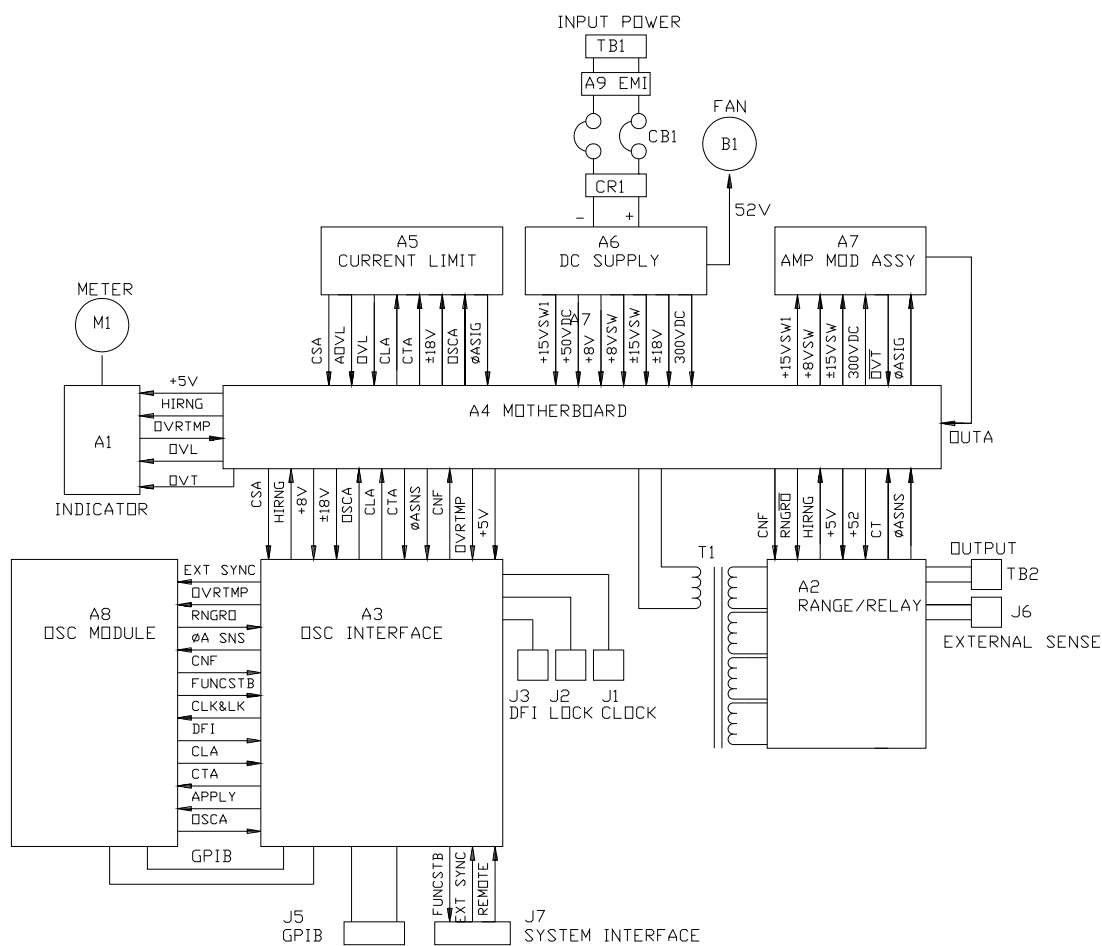 INPUT POWER
TB1
A9 EMI
CB1
CR1
- +
FAN
B1
52V
A5
CURRENT LIMIT
A6
DC SUPPLY
A7
AMP MOD ASSY
METER
M1
CSA
AOVL
OVL
CLA
CTA
±18V
OSCA
ØASIG
+15VSW1
+50VDC
+8V
+8VSW
±15VSW
±18V
300VDC
A7
+15VSW1
+8VSW
±15VSW
300VDC
OVT
ØASIG
+5V
HIRNG
OVRTMP
OVL
OVT
A1
INDICATOR
A4 MOTHERBOARD
OUTA
CSA
HIRNG
+8V
±18V
OSCA
CLA
CTA
ØASNS
CNF
OVRTMP
+5V
CNF
RNGRO
HIRNG
+5V
+52
CT
ØASNS
T1
OUTPUT
TB2
J6
EXTERNAL SENSE
A2
RANGE/RELAY
A8
OSC MODULE
A3
OSC INTERFACE
EXT SYNC
OVRTMP
RNGRO
ØA SNS
CNF
FUNCSTB
CLK&LK
DFI
CLA
CTA
APPLY
OSCA
GPIB
J3 J2 J1
DFI LOCK CLOCK
FUNCSTB
EXT SYNC
REMOTE
J5
GPIB
J7
SYSTEM INTERFACE